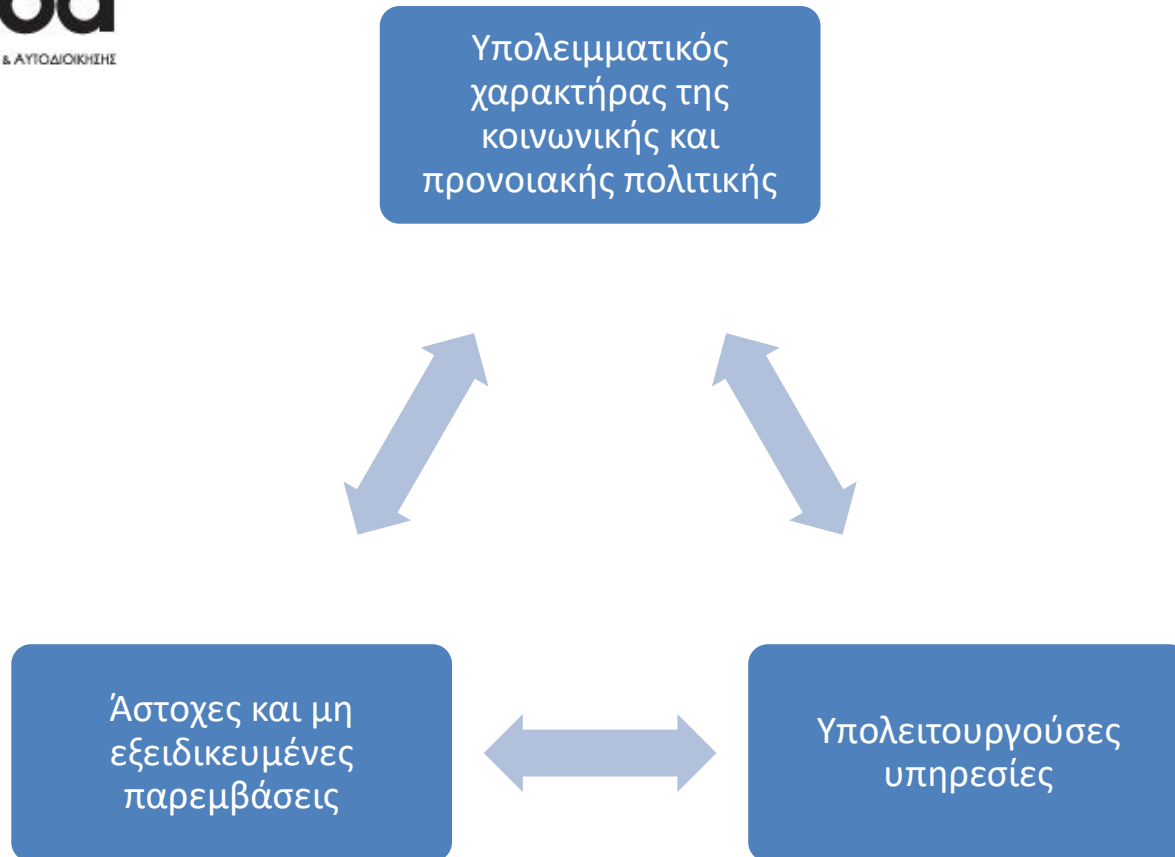 & ΑΥΤΟΔΙΟΙΚΗΣΗΣ
Υπολειμματικός
χαρακτήρας της
κοινωνικής και
προνοιακής πολιτικής
Άστοχες και μη
εξειδικευμένες
παρεμβάσεις
Υπολειτουργούσες
υπηρεσίες